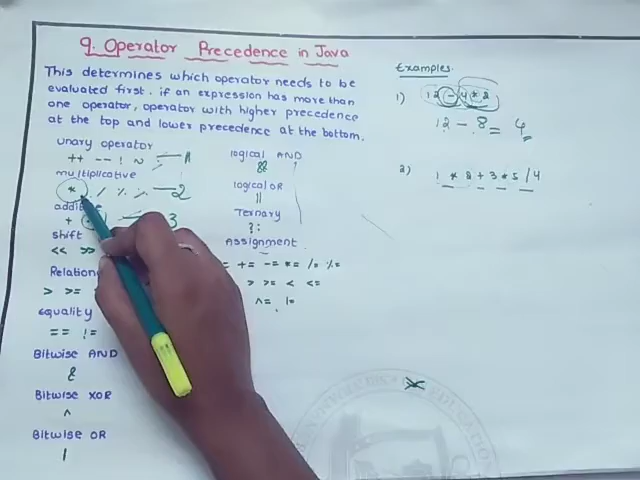 9. Operator Precedence in Java
This determines which operator needs to be
evaluated first. if an expression has more than
one operator, operator with higher precedence
at the top and lower precedence at the bottom.
unary operator
++ -- ! ~ — 1
multiplicative
* / % — 2
additive
+ - — 3
shift
<< >>
Relation
> >=
Equality
== !=
Bitwise AND
&
Bitwise XOR
^
Bitwise OR
|
logical AND
&&
logical OR
||
Ternary
?:
Assignment
= += -= *= /= %=
> >= < <=
^= |=
Examples.
1) 12 - 4 * 2
12 - 8 = 4
2) 1 * 2 + 3 * 5 / 4